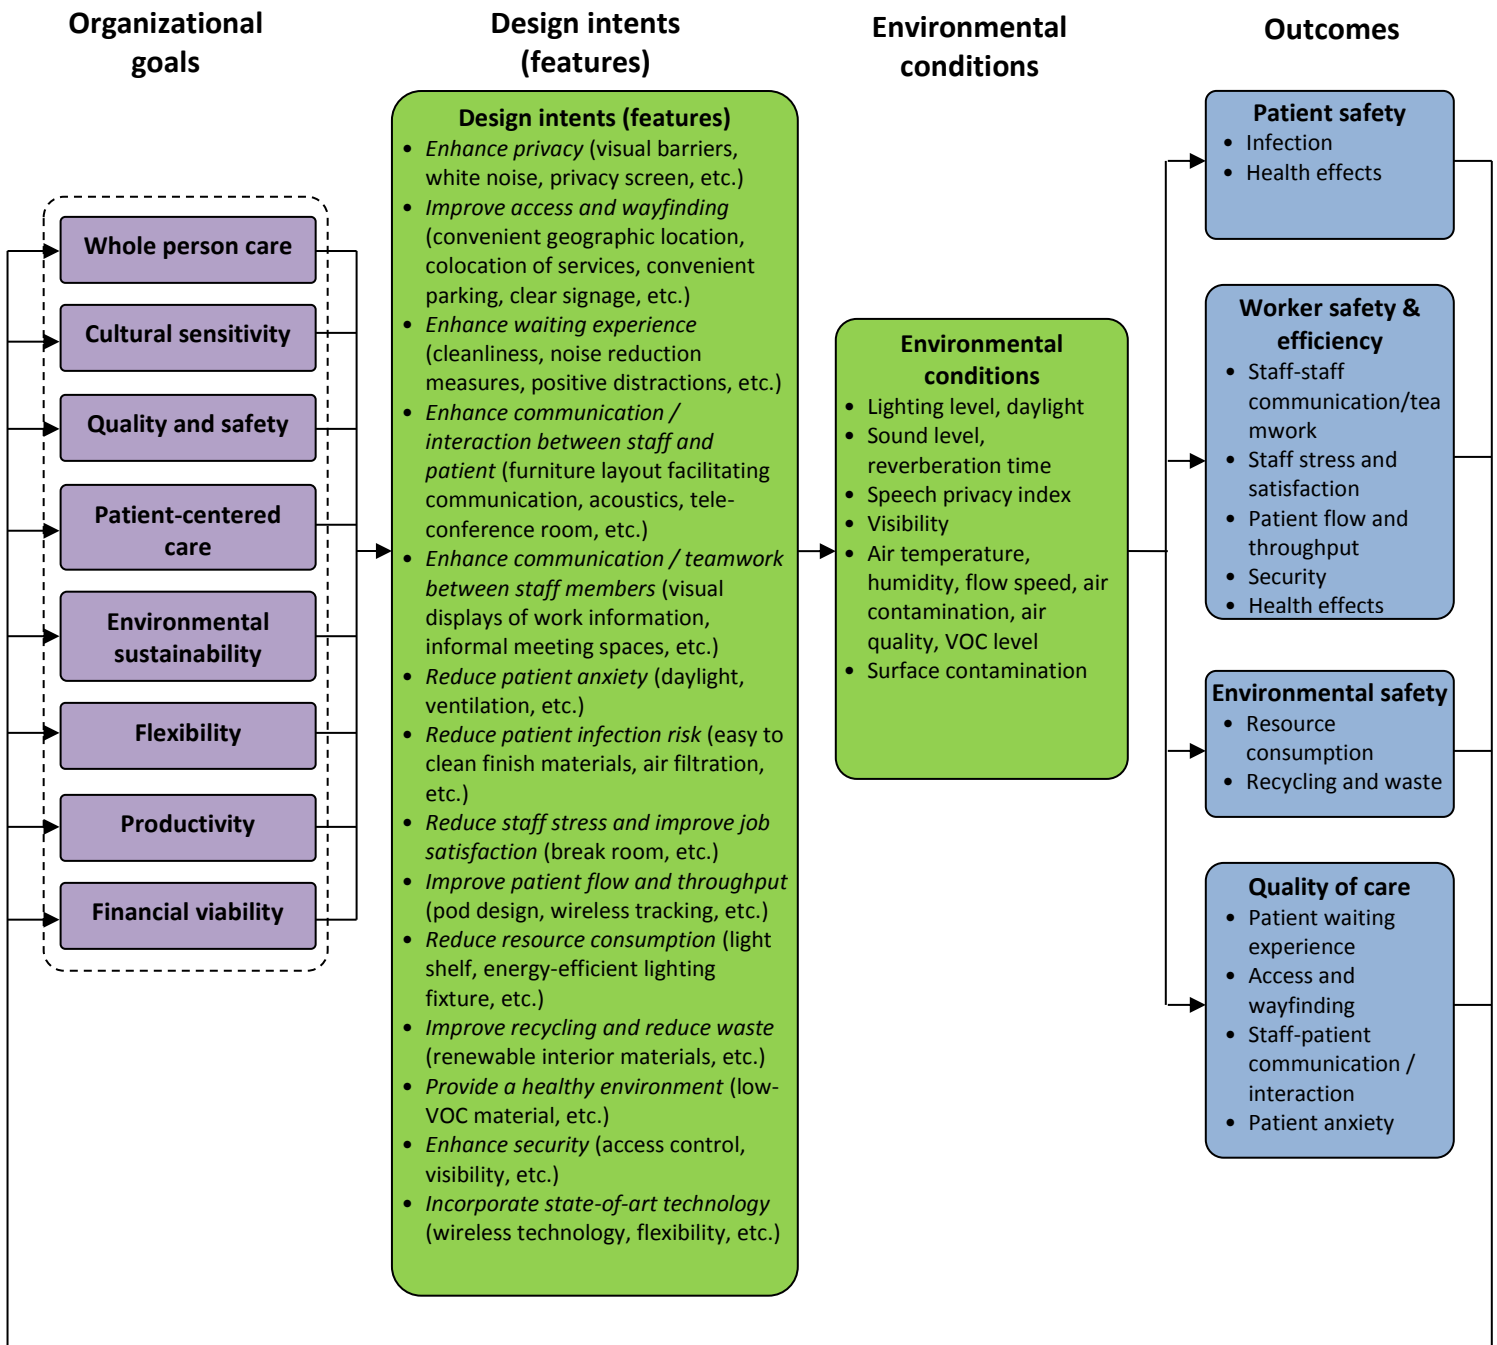 Organizational
goals
Design intents
(features)
Environmental
conditions
Outcomes
Whole person care
Cultural sensitivity
Quality and safety
Patient-centered
care
Environmental
sustainability
Flexibility
Productivity
Financial viability
Design intents (features)
• Enhance privacy (visual barriers,
white noise, privacy screen, etc.)
• Improve access and wayfinding
(convenient geographic location,
colocation of services, convenient
parking, clear signage, etc.)
• Enhance waiting experience
(cleanliness, noise reduction
measures, positive distractions, etc.)
• Enhance communication /
interaction between staff and
patient (furniture layout facilitating
communication, acoustics, tele-
conference room, etc.)
• Enhance communication / teamwork
between staff members (visual
displays of work information,
informal meeting spaces, etc.)
• Reduce patient anxiety (daylight,
ventilation, etc.)
• Reduce patient infection risk (easy to
clean finish materials, air filtration,
etc.)
• Reduce staff stress and improve job
satisfaction (break room, etc.)
• Improve patient flow and throughput
(pod design, wireless tracking, etc.)
• Reduce resource consumption (light
shelf, energy-efficient lighting
fixture, etc.)
• Improve recycling and reduce waste
(renewable interior materials, etc.)
• Provide a healthy environment (low-
VOC material, etc.)
• Enhance security (access control,
visibility, etc.)
• Incorporate state-of-art technology
(wireless technology, flexibility, etc.)
Environmental
conditions
• Lighting level, daylight
• Sound level,
reverberation time
• Speech privacy index
• Visibility
• Air temperature,
humidity, flow speed, air
contamination, air
quality, VOC level
• Surface contamination
Patient safety
• Infection
• Health effects
Worker safety &
efficiency
• Staff-staff
communication/tea
mwork
• Staff stress and
satisfaction
• Patient flow and
throughput
• Security
• Health effects
Environmental safety
• Resource
consumption
• Recycling and waste
Quality of care
• Patient waiting
experience
• Access and
wayfinding
• Staff-patient
communication /
interaction
• Patient anxiety